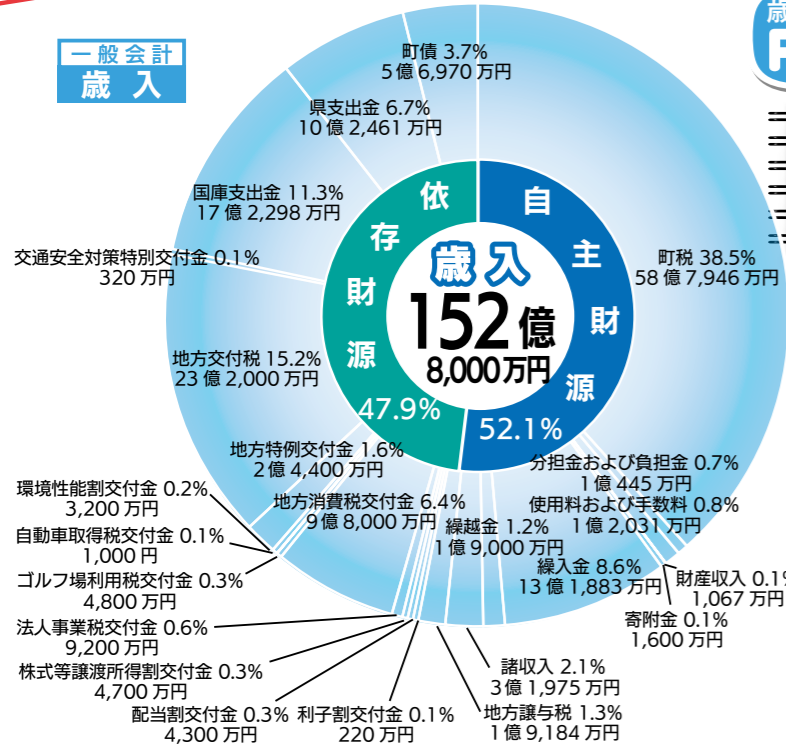 一般会計
歳入
歳
町債 3.7%
5億6,970万円
県支出金 6.7%
10億2,461万円
国庫支出金 11.3%
17億2,298万円
交通安全対策特別交付金 0.1%
320万円
地方交付税 15.2%
23億2,000万円
地方特例交付金 1.6%
2億4,400万円
環境性能割交付金 0.2%
3,200万円
自動車取得税交付金 0.1%
1,000円
ゴルフ場利用税交付金 0.3%
4,800万円
地方消費税交付金 6.4%
9億8,000万円
法人事業税交付金 0.6%
9,200万円
株式等譲渡所得割交付金 0.3%
4,700万円
配当割交付金 0.3%
4,300万円
利子割交付金 0.1%
220万円
地方譲与税 1.3%
1億9,184万円
諸収入 2.1%
3億1,975万円
繰越金 1.2%
1億9,000万円
繰入金 8.6%
13億1,883万円
寄附金 0.1%
1,600万円
財産収入 0.1%
1,067万円
使用料および手数料 0.8%
1億2,031万円
分担金および負担金 0.7%
1億445万円
町税 38.5%
58億7,946万円
依存財源
47.9%
自主財源
52.1%
歳入
152億
8,000万円